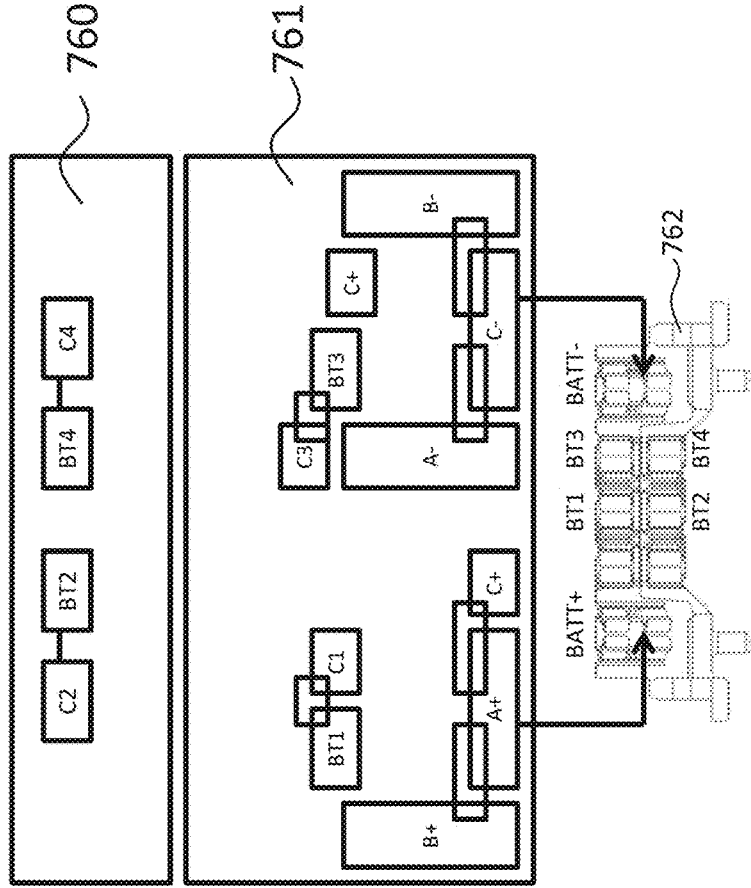 760
C2
BT2
BT4
C4
761
BT1
C1
C3
BT3
C+
B+
A+
C+
A-
C-
B-
BATT+
BT1
BT3
BATT-
762
BT2
BT4